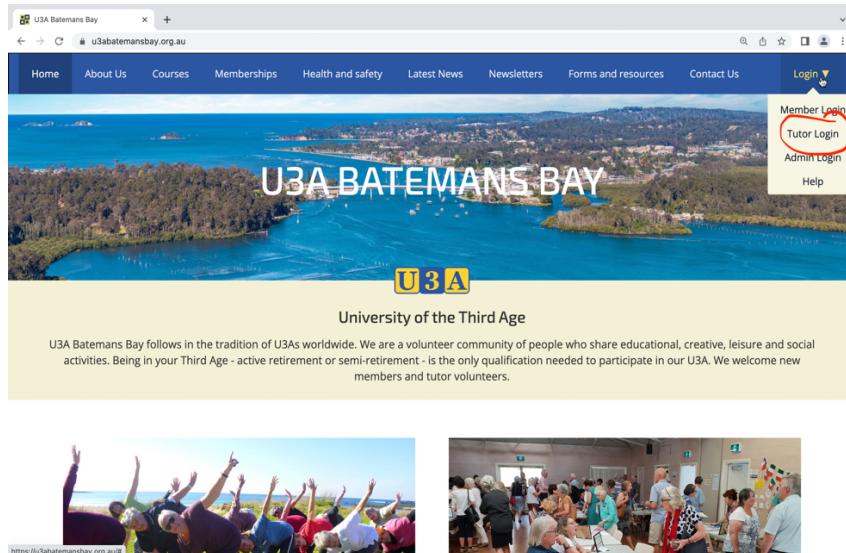 U3A Batemans Bay
u3abatemansbay.org.au
Home About Us Courses Memberships Health and safety Latest News Newsletters Forms and resources Contact Us Login ▼
Member Login
Tutor Login
Admin Login
Help
U3A BATEMANS BAY
U3A
University of the Third Age
U3A Batemans Bay follows in the tradition of U3As worldwide. We are a volunteer community of people who share educational, creative, leisure and social
activities. Being in your Third Age - active retirement or semi-retirement - is the only qualification needed to participate in our U3A. We welcome new
members and tutor volunteers.
https://u3abatemansbay.org.au/#